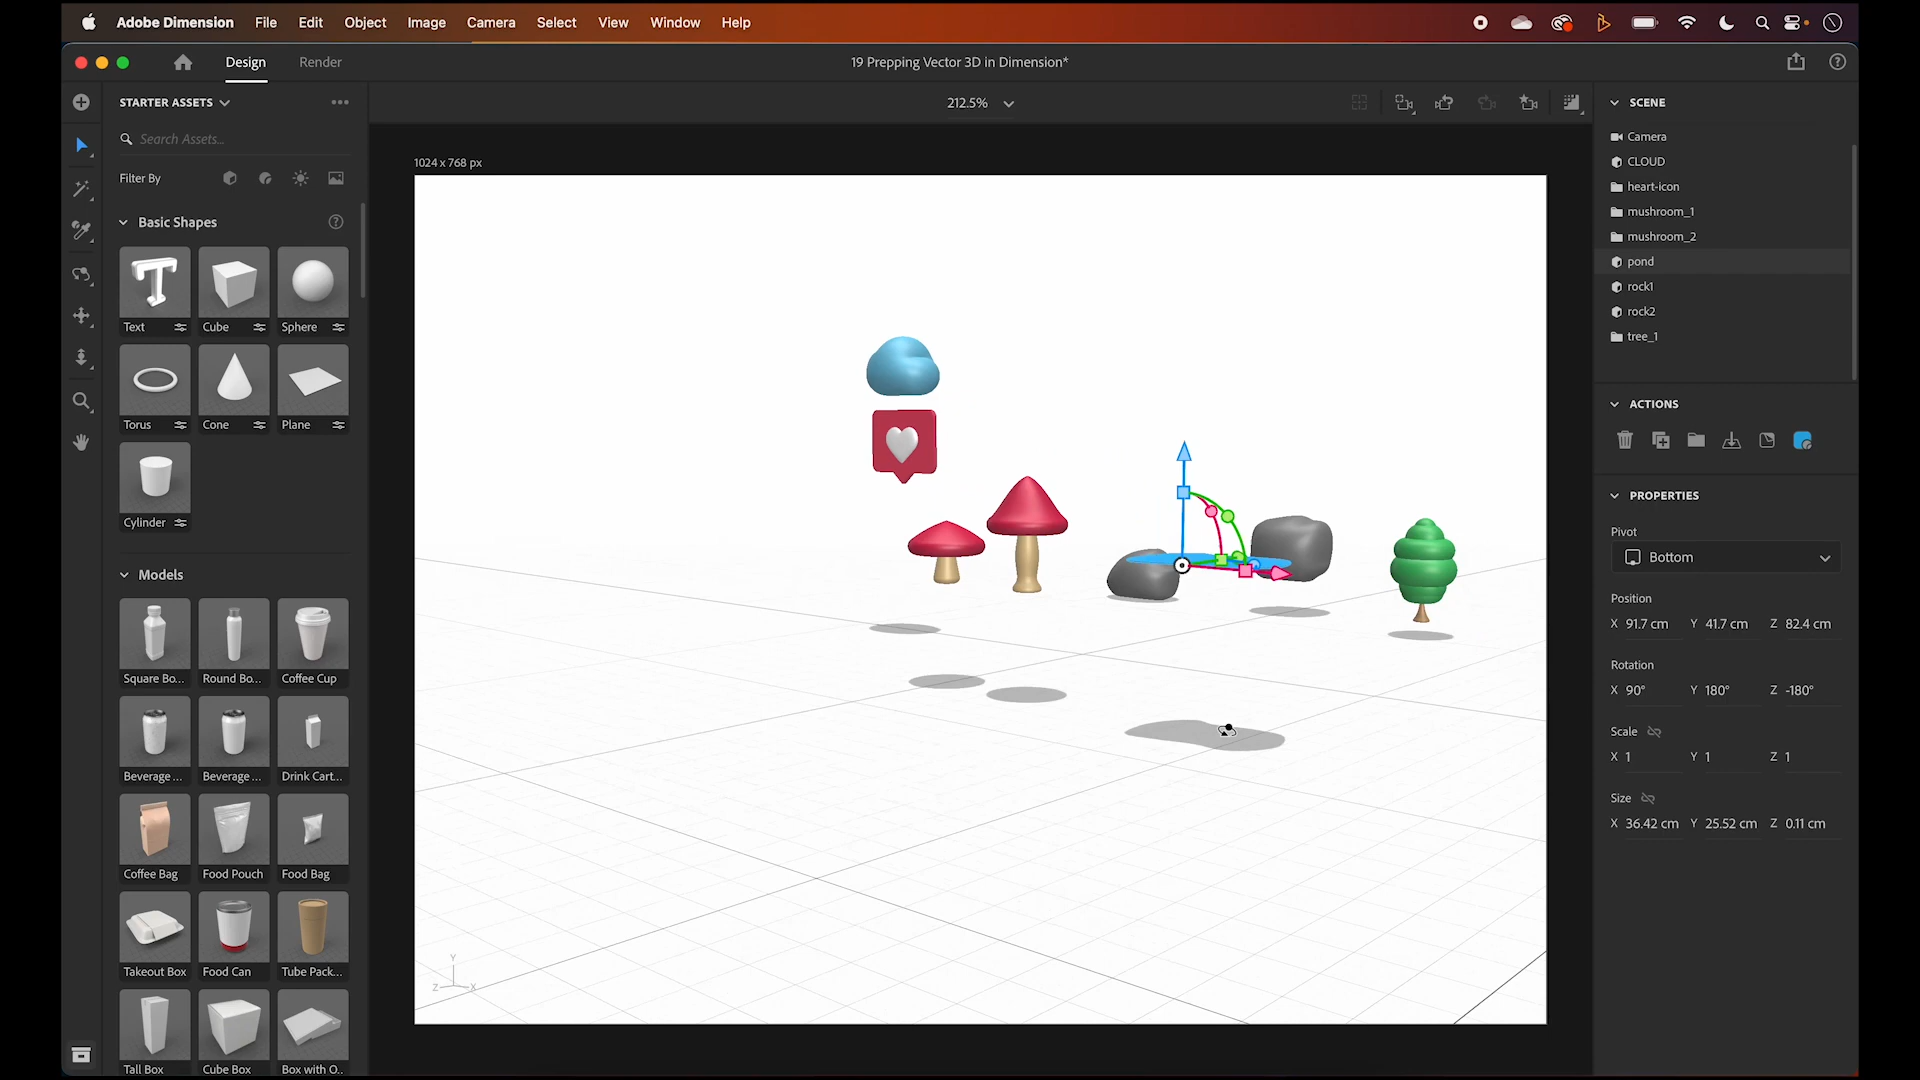 Adobe Dimension File Edit Object Image Camera Select View Window Help
Design Render 19 Prepping Vector 3D in Dimension*
STARTER ASSETS
Search Assets...
Filter By
Basic Shapes
Text Cube Sphere
Torus Cone Plane
Cylinder
Models
Square Bo... Round Bo... Coffee Cup
Beverage ... Beverage ... Drink Cart...
Coffee Bag Food Pouch Food Bag
Takeout Box Food Can Tube Pack...
Tall Box Cube Box Box with O..
212.5%
1024 x 768 px
Y
Z X
SCENE
Camera
CLOUD
heart-icon
mushroom_1
mushroom_2
pond
rock1
rock2
tree_1
ACTIONS
PROPERTIES
Pivot
Bottom
Position
X 91.7 cm Y 41.7 cm Z 82.4 cm
Rotation
X 90° Y 180° Z -180°
Scale
X 1 Y 1 Z 1
Size
X 36.42 cm Y 25.52 cm Z 0.11 cm